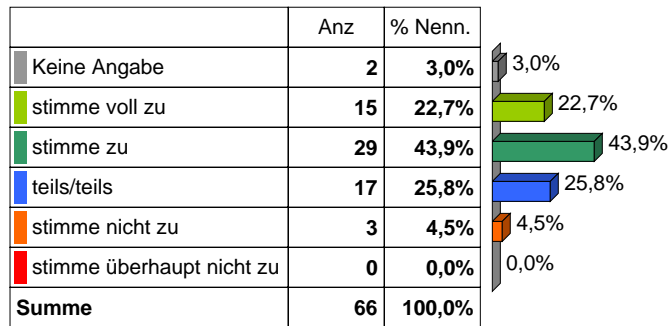 Anz % Nenn.
Keine Angabe 2 3,0% 3,0%
stimme voll zu 15 22,7% 22,7%
stimme zu 29 43,9% 43,9%
teils/teils 17 25,8% 25,8%
stimme nicht zu 3 4,5% 4,5%
stimme überhaupt nicht zu 0 0,0% 0,0%
Summe 66 100,0%